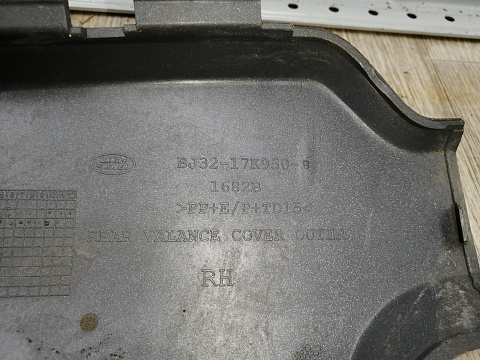 BJ32-17K950-a
1682B
>PP+E/P+TD15<
REAR VALANCE COVER OUTER
RH